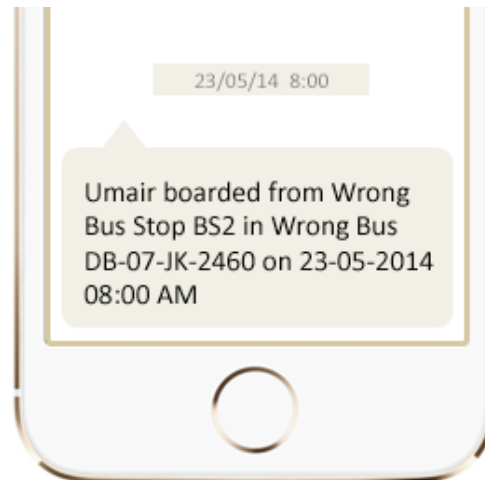 23/05/14 8:00
Umair boarded from Wrong
Bus Stop BS2 in Wrong Bus
DB-07-JK-2460 on 23-05-2014
08:00 AM